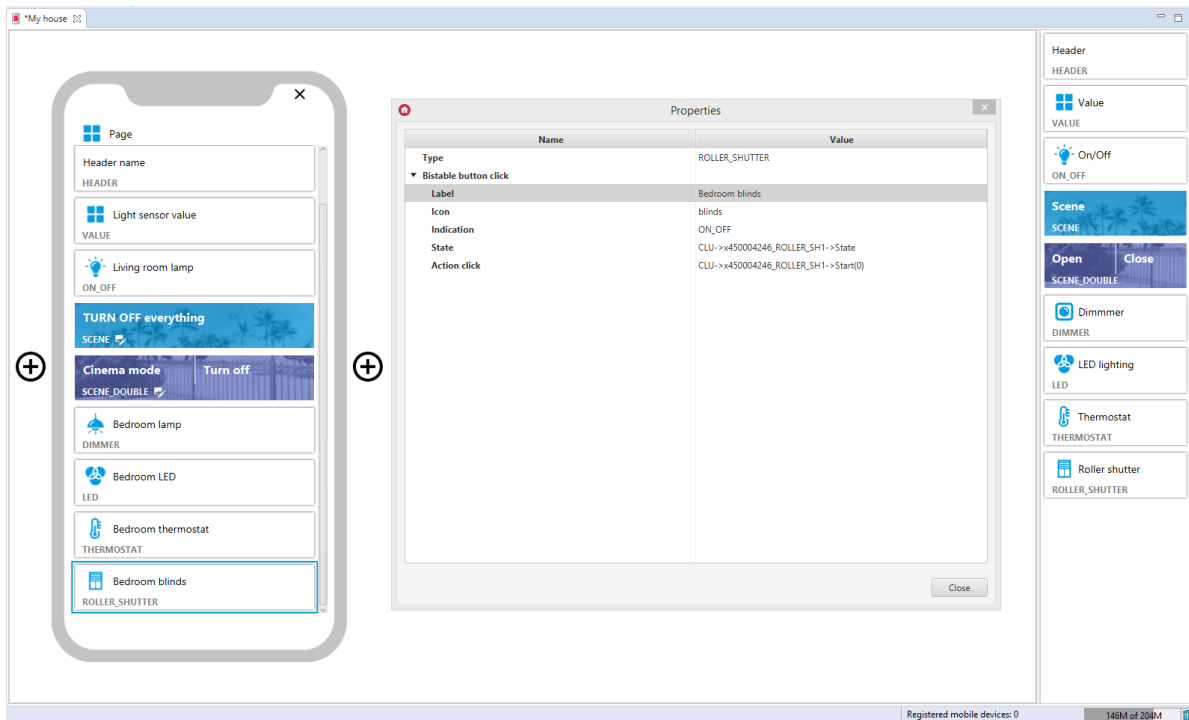 *My house
Page
Header name
HEADER
Light sensor value
VALUE
Living room lamp
ON_OFF
TURN OFF everything
SCENE
Cinema mode Turn off
SCENE_DOUBLE
Bedroom lamp
DIMMER
Bedroom LED
LED
Bedroom thermostat
THERMOSTAT
Bedroom blinds
ROLLER_SHUTTER
Properties
Name Value
Type ROLLER_SHUTTER
Bistable button click
Label Bedroom blinds
Icon blinds
Indication ON_OFF
State CLU->x450004246_ROLLER_SH1->State
Action click CLU->x450004246_ROLLER_SH1->Start(0)
Close
Header
HEADER
Value
VALUE
On/Off
ON_OFF
Scene
SCENE
Open Close
SCENE_DOUBLE
Dimmmer
DIMMER
LED lighting
LED
Thermostat
THERMOSTAT
Roller shutter
ROLLER_SHUTTER
Registered mobile devices: 0 146M of 204M